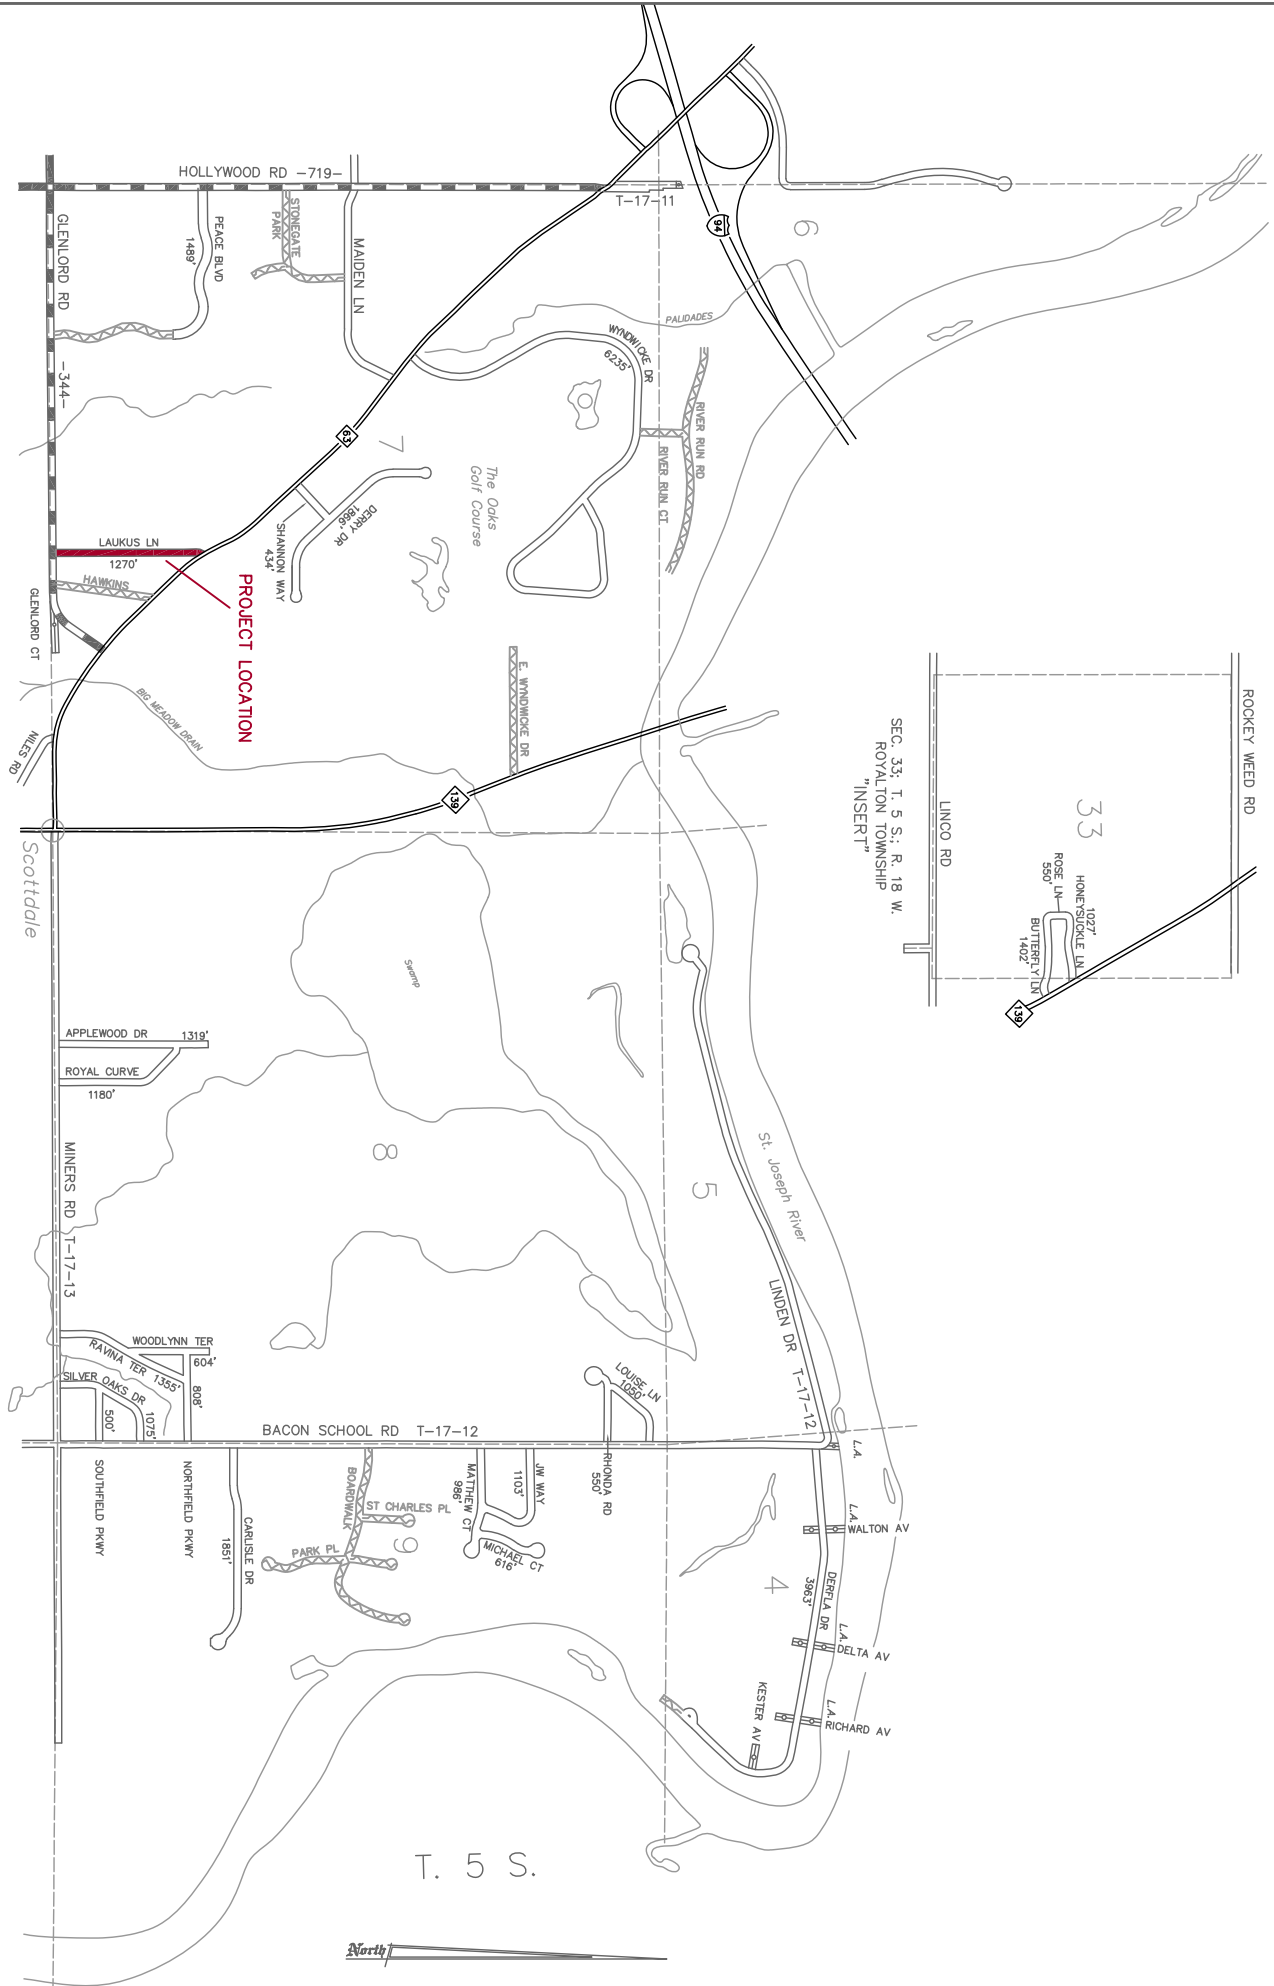 HOLLYWOOD RD -719-
T-17-11
94
6
GLENLORD RD
-344-
PEACE BLVD
1489'
STONEGATE
PARK
MAIDEN LN
PALIDADES
WYNDWICKE DR
6235'
RIVER RUN RD
RIVER RUN CT
63
7
The Oaks
Golf Course
DERRY DR
1866'
SHANNON WAY
434'
LAUKUS LN
1270'
HAWKINS
GLENLORD CT
PROJECT LOCATION
E. WYNDWICKE DR
BIG MEADOW DRAIN
NILES RD
139
Scottdale
ROCKEY WEED RD
33
LINCO RD
ROSE LN
550'
1027'
HONEYSUCKLE LN
BUTTERFLY LN
1402'
139
SEC. 33; T. 5 S.; R. 18 W.
ROYALTON TOWNSHIP
"INSERT"
Swamp
APPLEWOOD DR
1319'
ROYAL CURVE
1180'
MINERS RD T-17-13
8
5
St. Joseph River
LINDEN DR T-17-12
WOODLYNN TER
604'
RAVINA TER 1355'
SILVER OAKS DR
1075'
808'
500'
LOUISE LN
1050'
BACON SCHOOL RD T-17-12
RHONDA RD
550'
SOUTHFIELD PKWY
NORTHFIELD PKWY
CARLISLE DR
1851'
BOARDWALK
ST CHARLES PL
PARK PL
9
MATTHEW CT
986'
JW WAY
1103'
MICHAEL CT
616'
4
L.A.
L.A.
WALTON AV
DERFLA DR
3963'
L.A.
DELTA AV
L.A.
RICHARD AV
KESTER AV
T. 5 S.
North